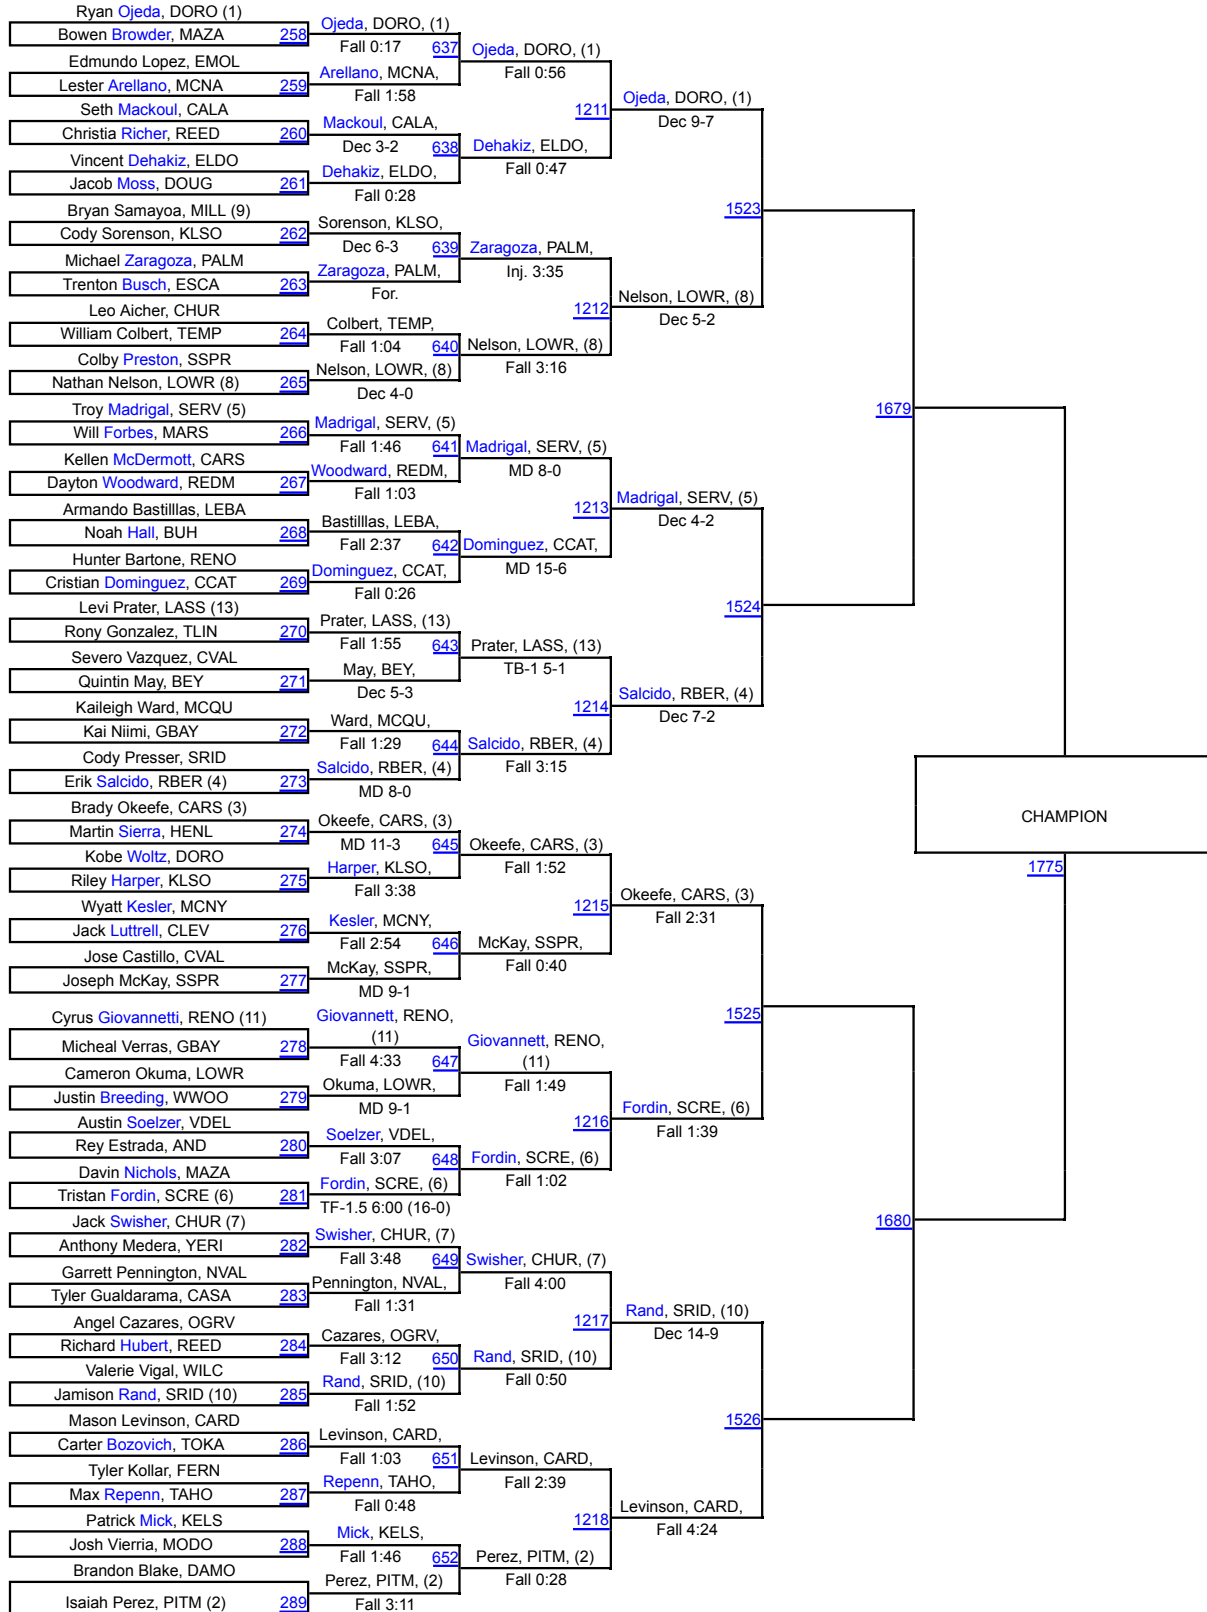 Ryan Ojeda, DORO (1)
Bowen Browder, MAZA 258
Edmundo Lopez, EMOL
Lester Arellano, MCNA 259
Seth Mackoul, CALA
Christia Richer, REED 260
Vincent Dehakiz, ELDO
Jacob Moss, DOUG 261
Bryan Samayoa, MILL (9)
Cody Sorenson, KLSO 262
Michael Zaragoza, PALM
Trenton Busch, ESCA 263
Leo Aicher, CHUR
William Colbert, TEMP 264
Colby Preston, SSPR
Nathan Nelson, LOWR (8) 265
Troy Madrigal, SERV (5)
Will Forbes, MARS 266
Kellen McDermott, CARS
Dayton Woodward, REDM 267
Armando Bastilllas, LEBA
Noah Hall, BUH 268
Hunter Bartone, RENO
Cristian Dominguez, CCAT 269
Levi Prater, LASS (13)
Rony Gonzalez, TLIN 270
Severo Vazquez, CVAL
Quintin May, BEY 271
Kaileigh Ward, MCQU
Kai Niimi, GBAY 272
Cody Presser, SRID
Erik Salcido, RBER (4) 273
Brady Okeefe, CARS (3)
Martin Sierra, HENL 274
Kobe Woltz, DORO
Riley Harper, KLSO 275
Wyatt Kesler, MCNY
Jack Luttrell, CLEV 276
Jose Castillo, CVAL
Joseph McKay, SSPR 277
Cyrus Giovannetti, RENO (11)
Micheal Verras, GBAY 278
Cameron Okuma, LOWR
Justin Breeding, WWOO 279
Austin Soelzer, VDEL
Rey Estrada, AND 280
Davin Nichols, MAZA
Tristan Fordin, SCRE (6) 281
Jack Swisher, CHUR (7)
Anthony Medera, YERI 282
Garrett Pennington, NVAL
Tyler Gualdarama, CASA 283
Angel Cazares, OGRV
Richard Hubert, REED 284
Valerie Vigal, WILC
Jamison Rand, SRID (10) 285
Mason Levinson, CARD
Carter Bozovich, TOKA 286
Tyler Kollar, FERN
Max Repenn, TAHO 287
Patrick Mick, KELS
Josh Vierria, MODO 288
Brandon Blake, DAMO
Isaiah Perez, PITM (2) 289
Ojeda, DORO, (1)
Fall 0:17 637
Arellano, MCNA,
Fall 1:58
Mackoul, CALA,
Dec 3-2 638
Dehakiz, ELDO,
Fall 0:28
Sorenson, KLSO,
Dec 6-3 639
Zaragoza, PALM,
For.
Colbert, TEMP,
Fall 1:04 640
Nelson, LOWR, (8)
Dec 4-0
Madrigal, SERV, (5)
Fall 1:46 641
Woodward, REDM,
Fall 1:03
Bastilllas, LEBA,
Fall 2:37 642
Dominguez, CCAT,
Fall 0:26
Prater, LASS, (13)
Fall 1:55 643
May, BEY,
Dec 5-3
Ward, MCQU,
Fall 1:29 644
Salcido, RBER, (4)
MD 8-0
Okeefe, CARS, (3)
MD 11-3 645
Harper, KLSO,
Fall 3:38
Kesler, MCNY,
Fall 2:54 646
McKay, SSPR,
MD 9-1
Giovannett, RENO,
(11)
Fall 4:33 647
Okuma, LOWR,
MD 9-1
Soelzer, VDEL,
Fall 3:07 648
Fordin, SCRE, (6)
TF-1.5 6:00 (16-0)
Swisher, CHUR, (7)
Fall 3:48 649
Pennington, NVAL,
Fall 1:31
Cazares, OGRV,
Fall 3:12 650
Rand, SRID, (10)
Fall 1:52
Levinson, CARD,
Fall 1:03 651
Repenn, TAHO,
Fall 0:48
Mick, KELS,
Fall 1:46 652
Perez, PITM, (2)
Fall 3:11
Ojeda, DORO, (1)
Fall 0:56
1211
Dehakiz, ELDO,
Fall 0:47
Zaragoza, PALM,
Inj. 3:35
1212
Nelson, LOWR, (8)
Fall 3:16
Madrigal, SERV, (5)
MD 8-0
1213
Dominguez, CCAT,
MD 15-6
Prater, LASS, (13)
TB-1 5-1
1214
Salcido, RBER, (4)
Fall 3:15
Okeefe, CARS, (3)
Fall 1:52
1215
McKay, SSPR,
Fall 0:40
Giovannett, RENO,
(11)
Fall 1:49
1216
Fordin, SCRE, (6)
Fall 1:02
Swisher, CHUR, (7)
Fall 4:00
1217
Rand, SRID, (10)
Fall 0:50
Levinson, CARD,
Fall 2:39
1218
Perez, PITM, (2)
Fall 0:28
Ojeda, DORO, (1)
Dec 9-7
1523
Nelson, LOWR, (8)
Dec 5-2
Madrigal, SERV, (5)
Dec 4-2
1524
Salcido, RBER, (4)
Dec 7-2
Okeefe, CARS, (3)
Fall 2:31
1525
Fordin, SCRE, (6)
Fall 1:39
Rand, SRID, (10)
Dec 14-9
1526
Levinson, CARD,
Fall 4:24
1679
1680
CHAMPION
1775